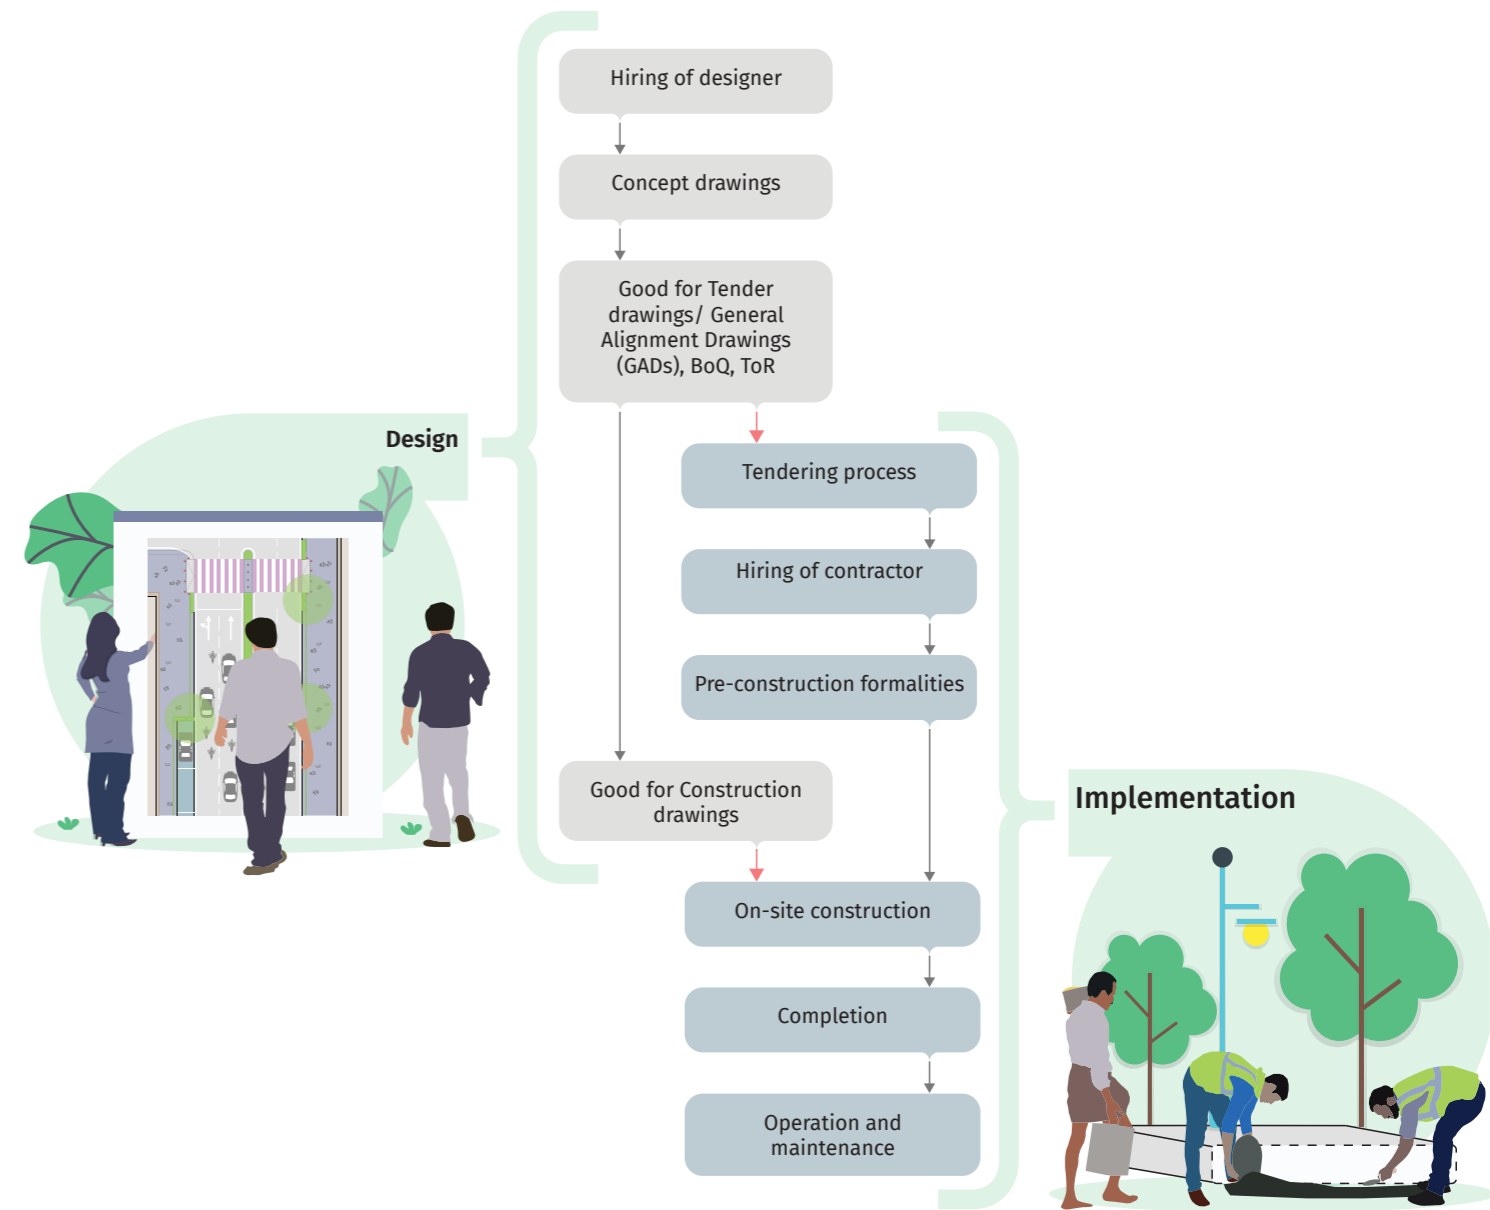 Hiring of designer
Concept drawings
Good for Tender
drawings/ General
Alignment Drawings
(GADs), BoQ, ToR
Design
Tendering process
Hiring of contractor
Pre-construction formalities
Good for Construction
drawings
Implementation
On-site construction
Completion
Operation and
maintenance